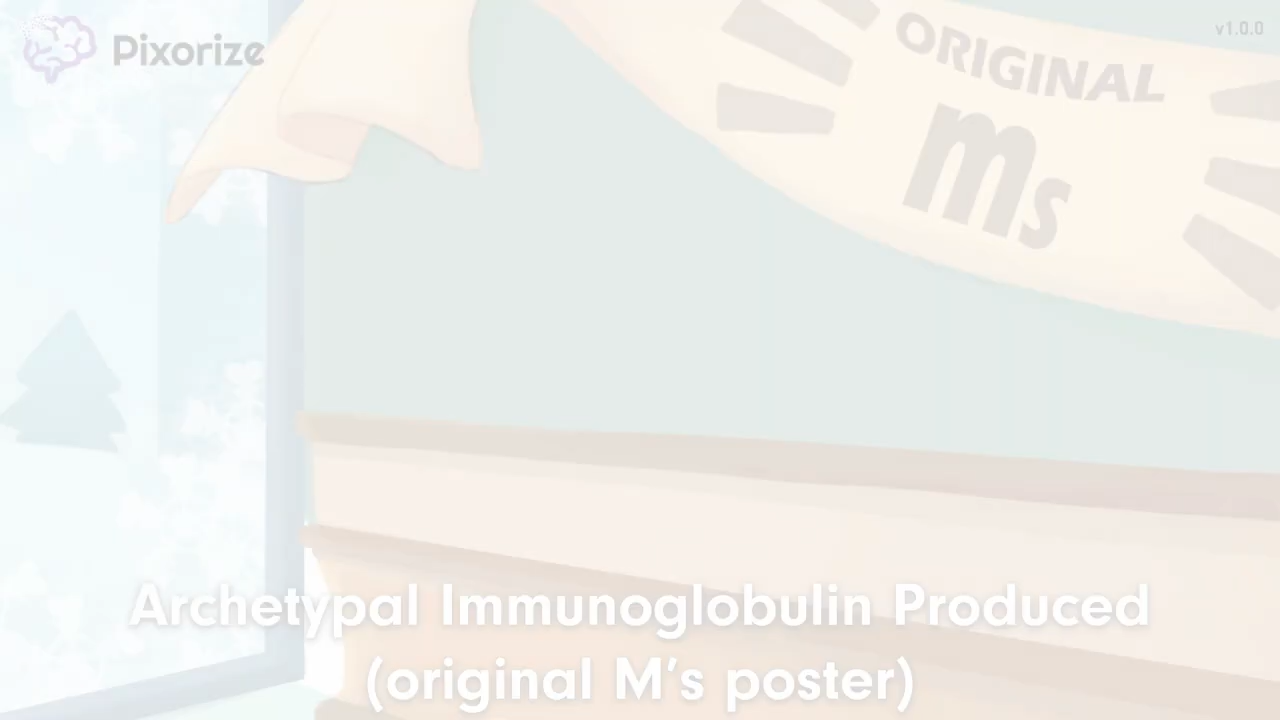 Pixorize
v1.0.0
ORIGINAL
Ms
Archetypal Immunoglobulin Produced
(original M's poster)